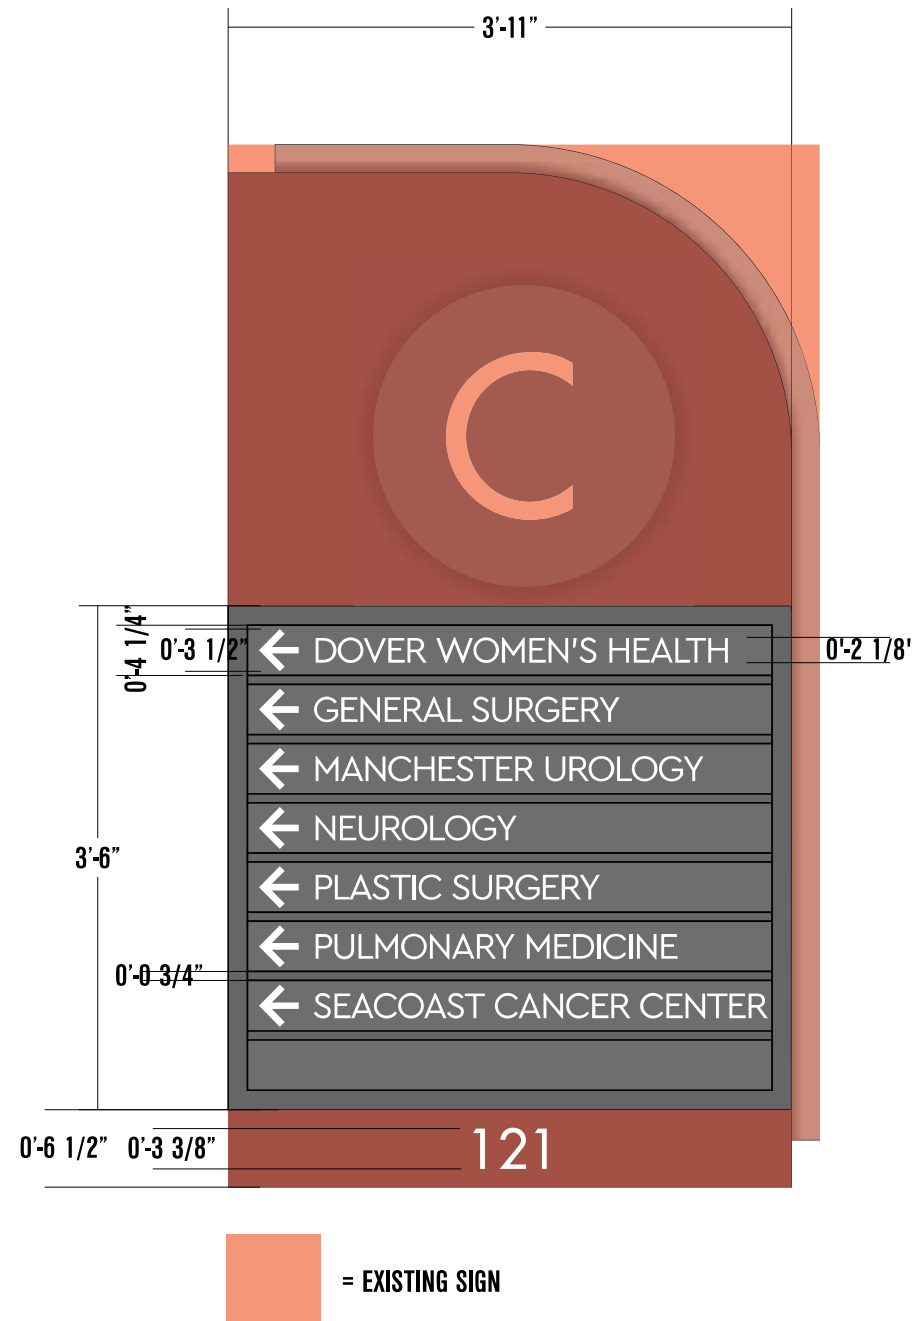 3'-11"
C
0'-4 1/4"
0'-3 1/2"
← DOVER WOMEN'S HEALTH
0'-2 1/8'
← GENERAL SURGERY
← MANCHESTER UROLOGY
← NEUROLOGY
3'-6"
← PLASTIC SURGERY
← PULMONARY MEDICINE
0'-0 3/4"
← SEACOAST CANCER CENTER
0'-6 1/2"
0'-3 3/8"
121
= EXISTING SIGN